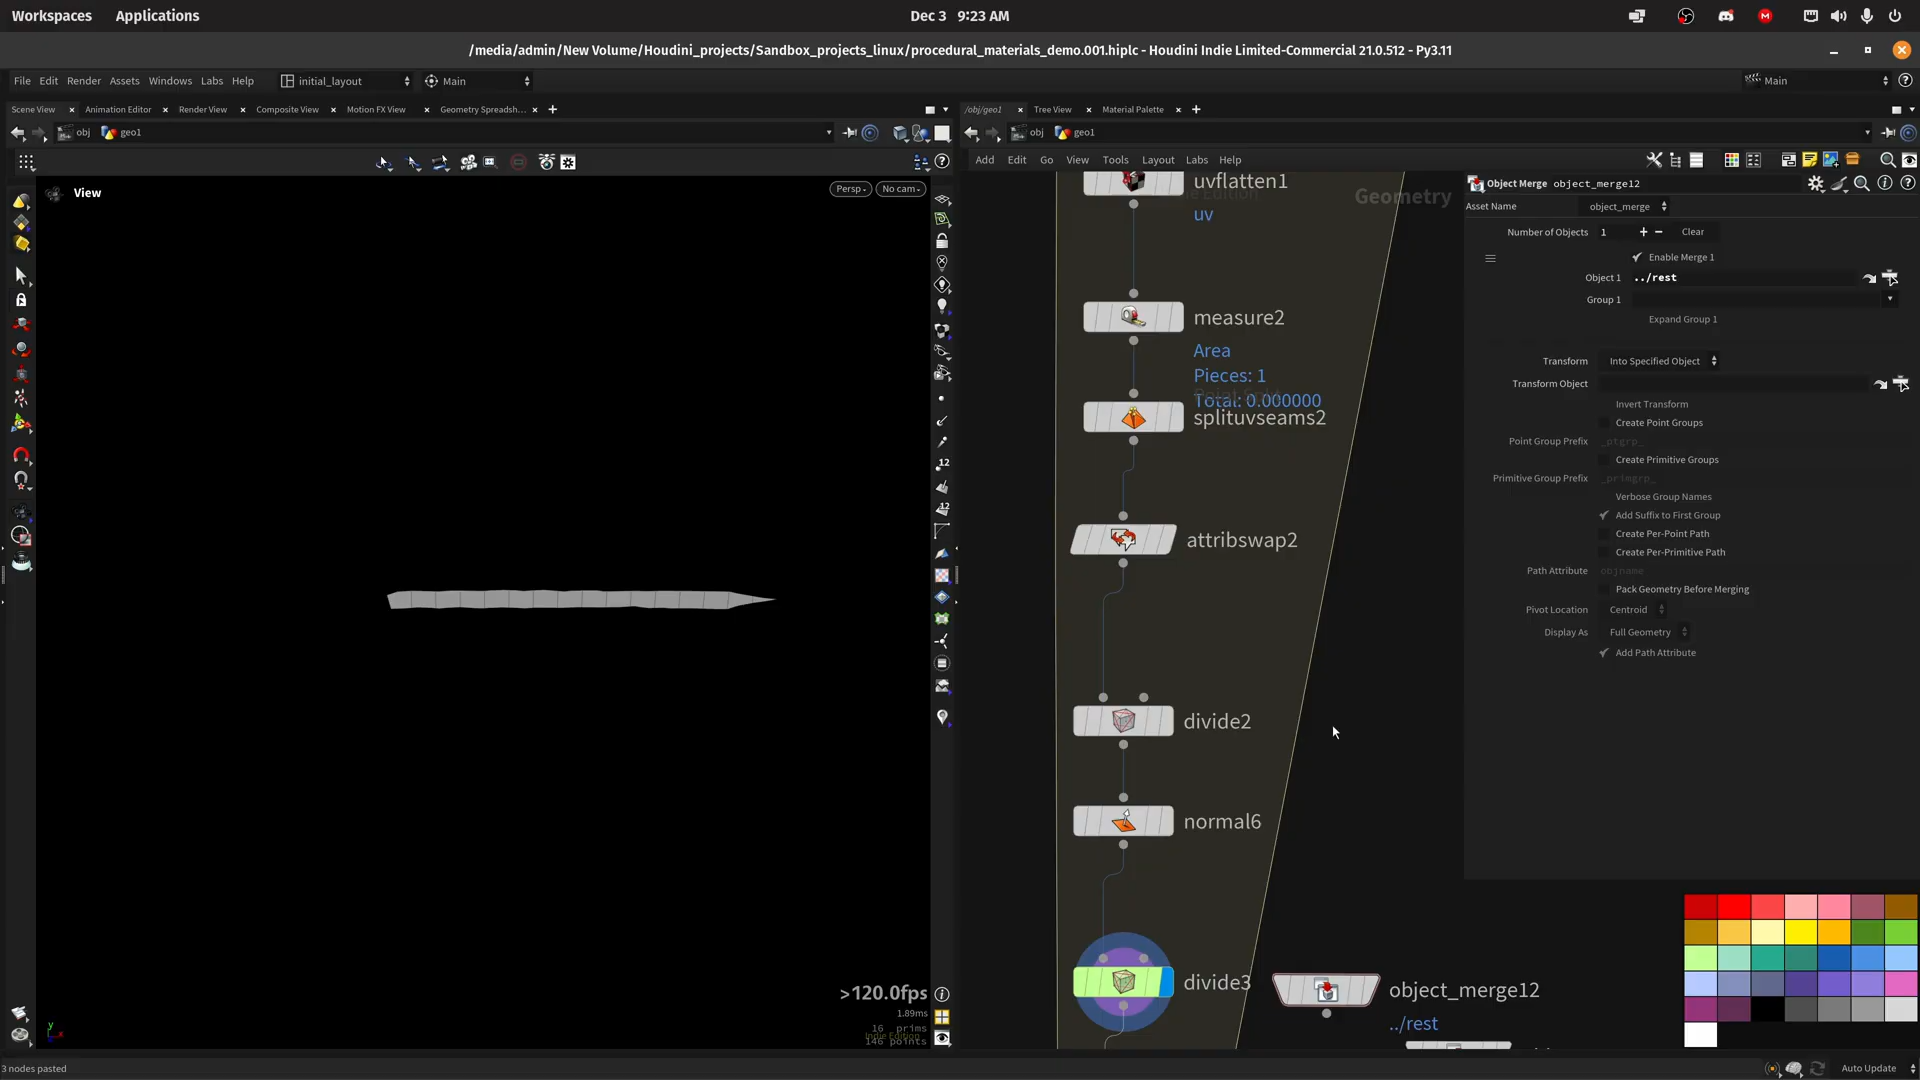 Workspaces Applications Dec 3 9:23 AM
/media/admin/New Volume/Houdini_projects/Sandbox_projects_linux/procedural_materials_demo.001.hiplc - Houdini Indie Limited-Commercial 21.0.512 - Py3.11
File Edit Render Assets Windows Labs Help initial_layout Main Main
Scene View Animation Editor Render View Composite View Motion FX View Geometry Spreadsh...
/obj/geo1 Tree View Material Palette
obj geo1
obj geo1
Add Edit Go View Tools Layout Labs Help
View
Persp No cam
Geometry
uvflatten1
uv
measure2
Area
Pieces: 1
Total: 0.000000
splituvseams2
attribswap2
divide2
normal6
divide3
object_merge12
../rest
Object Merge object_merge12
Asset Name object_merge
Number of Objects 1 Clear
Enable Merge 1
Object 1 ../rest
Group 1
Expand Group 1
Transform Into Specified Object
Transform Object
Invert Transform
Create Point Groups
Point Group Prefix _ptgrp_
Create Primitive Groups
Primitive Group Prefix _primgrp_
Verbose Group Names
Add Suffix to First Group
Create Per-Point Path
Create Per-Primitive Path
Path Attribute objname
Pack Geometry Before Merging
Pivot Location Centroid
Display As Full Geometry
Add Path Attribute
12
12
>120.0fps
1.89ms
16 prims
Indie Edition
146 points
3 nodes pasted
Auto Update